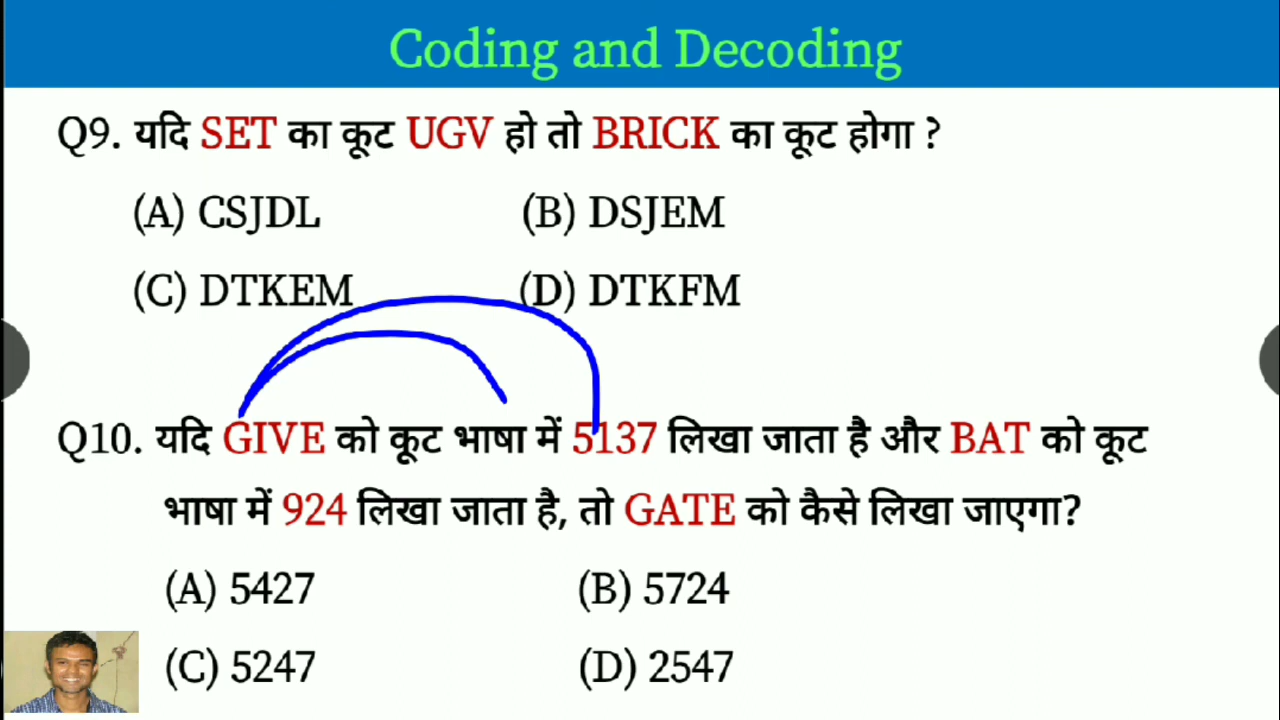 Coding and Decoding
Q9. यदि SET का कूट UGV हो तो BRICK का कूट होगा ?
(A) CSJDL (B) DSJEM
(C) DTKEM (D) DTKFM
Q10. यदि GIVE को कूट भाषा में 5137 लिखा जाता है और BAT को कूट
भाषा में 924 लिखा जाता है, तो GATE को कैसे लिखा जाएगा?
(A) 5427 (B) 5724
(C) 5247 (D) 2547